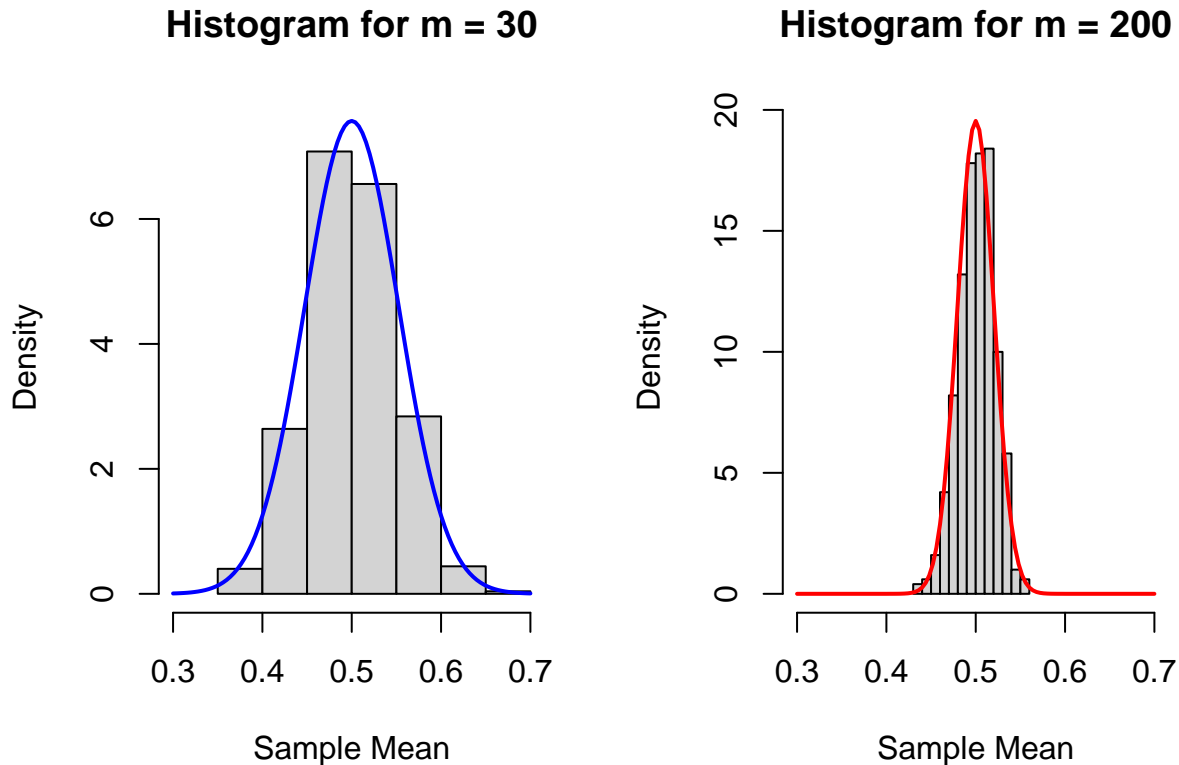 Histogram for m = 30
Density
6
4
2
0
0.3 0.4 0.5 0.6 0.7
Sample Mean
Histogram for m = 200
Density
20
15
10
5
0
0.3 0.4 0.5 0.6 0.7
Sample Mean